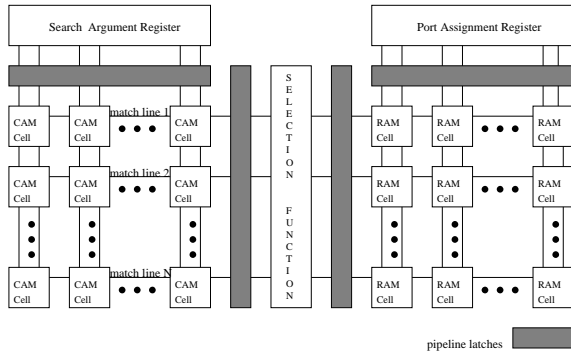 Search Argument Register
Port Assignment Register
match line 1
CAM Cell
CAM Cell
CAM Cell
RAM Cell
RAM Cell
RAM Cell
match line 2
CAM Cell
CAM Cell
CAM Cell
RAM Cell
RAM Cell
RAM Cell
SELECTION FUNCTION
match line N
CAM Cell
CAM Cell
CAM Cell
RAM Cell
RAM Cell
RAM Cell
pipeline latches